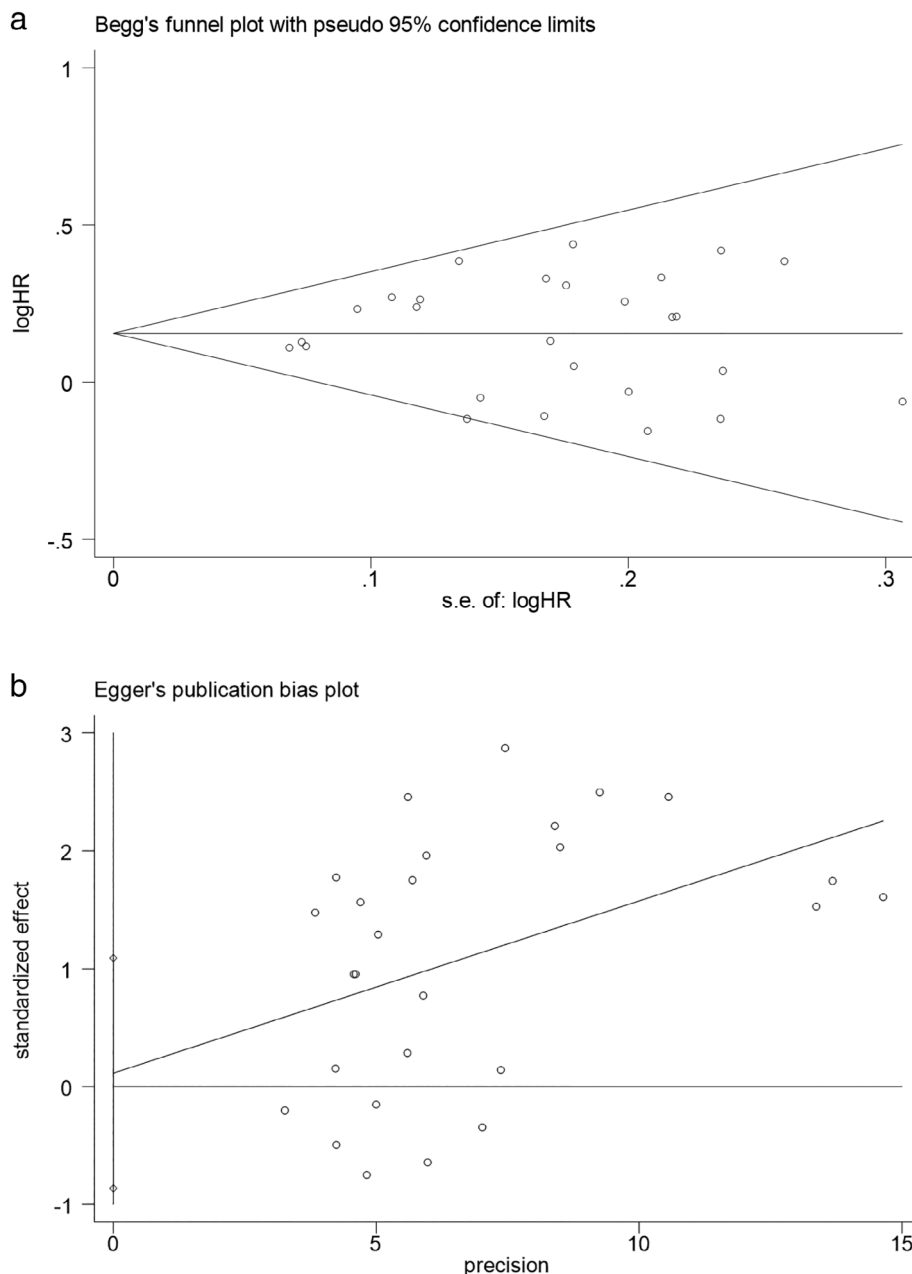 a
Begg's funnel plot with pseudo 95% confidence limits
1
.5
logHR
0
-.5
0 .1 .2 .3
s.e. of: logHR
b
Egger's publication bias plot
3
2
standardized effect
1
0
-1
0 5 10 15
precision